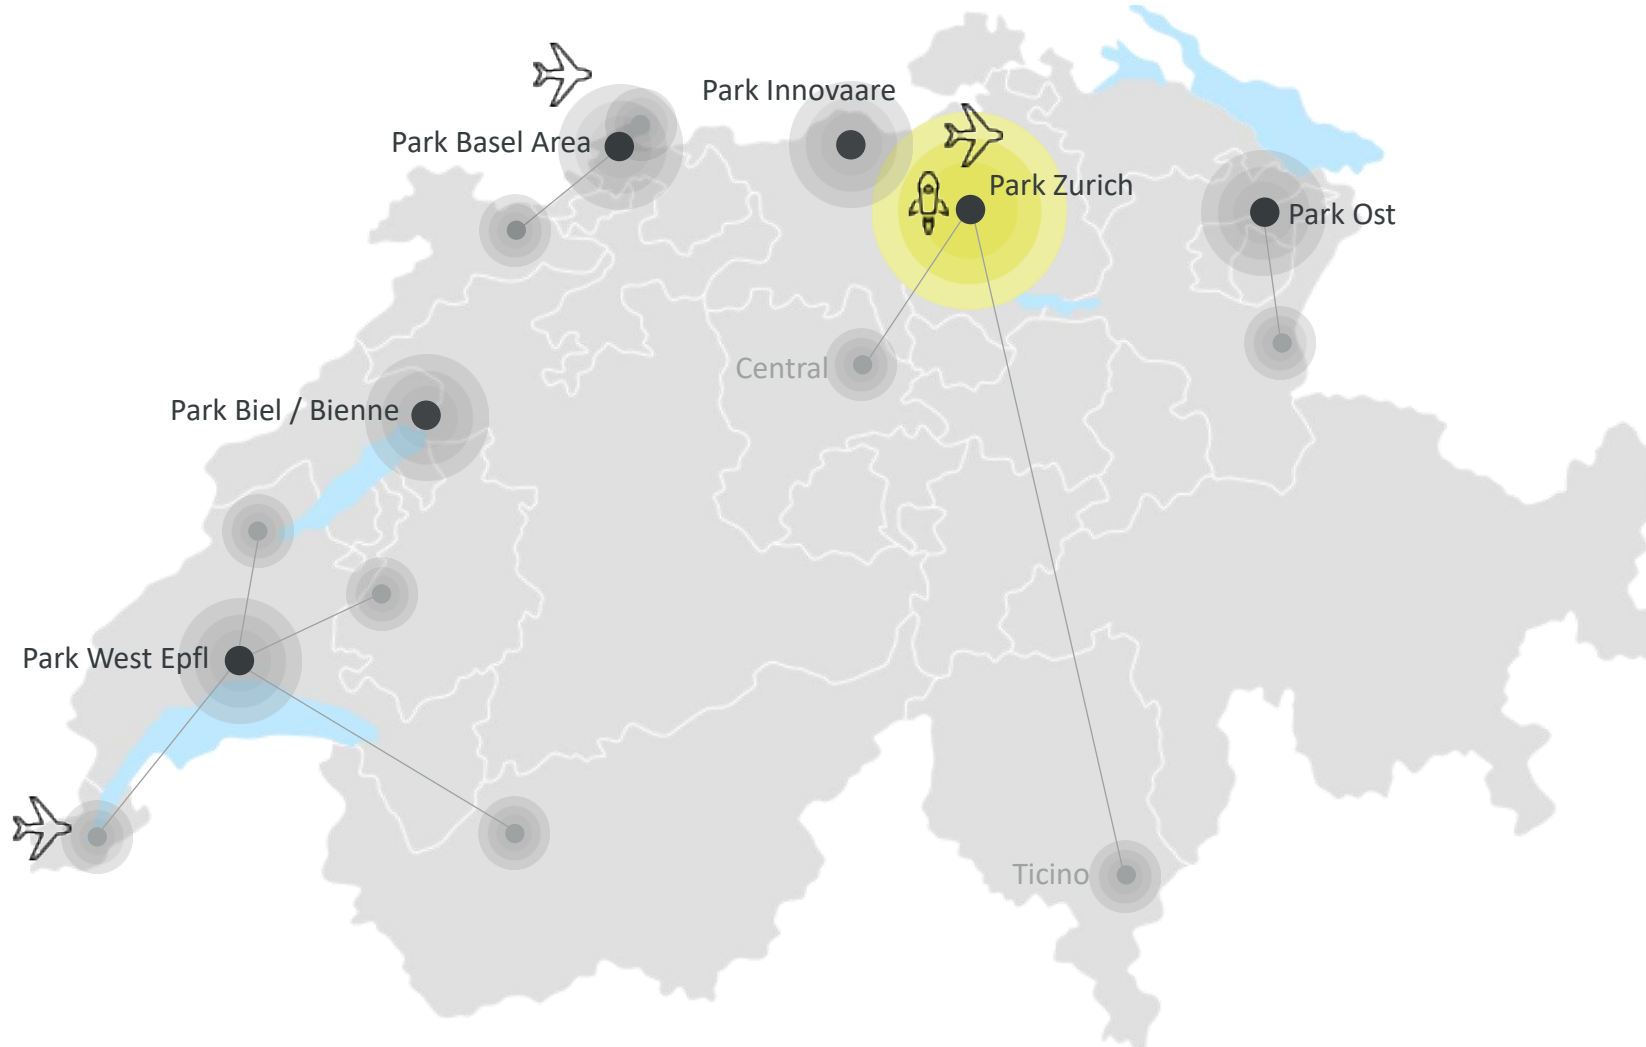 Park Innovaare
Park Basel Area
Park Zurich
Park Ost
Central
Park Biel / Bienne
Park West Epfl
Ticino